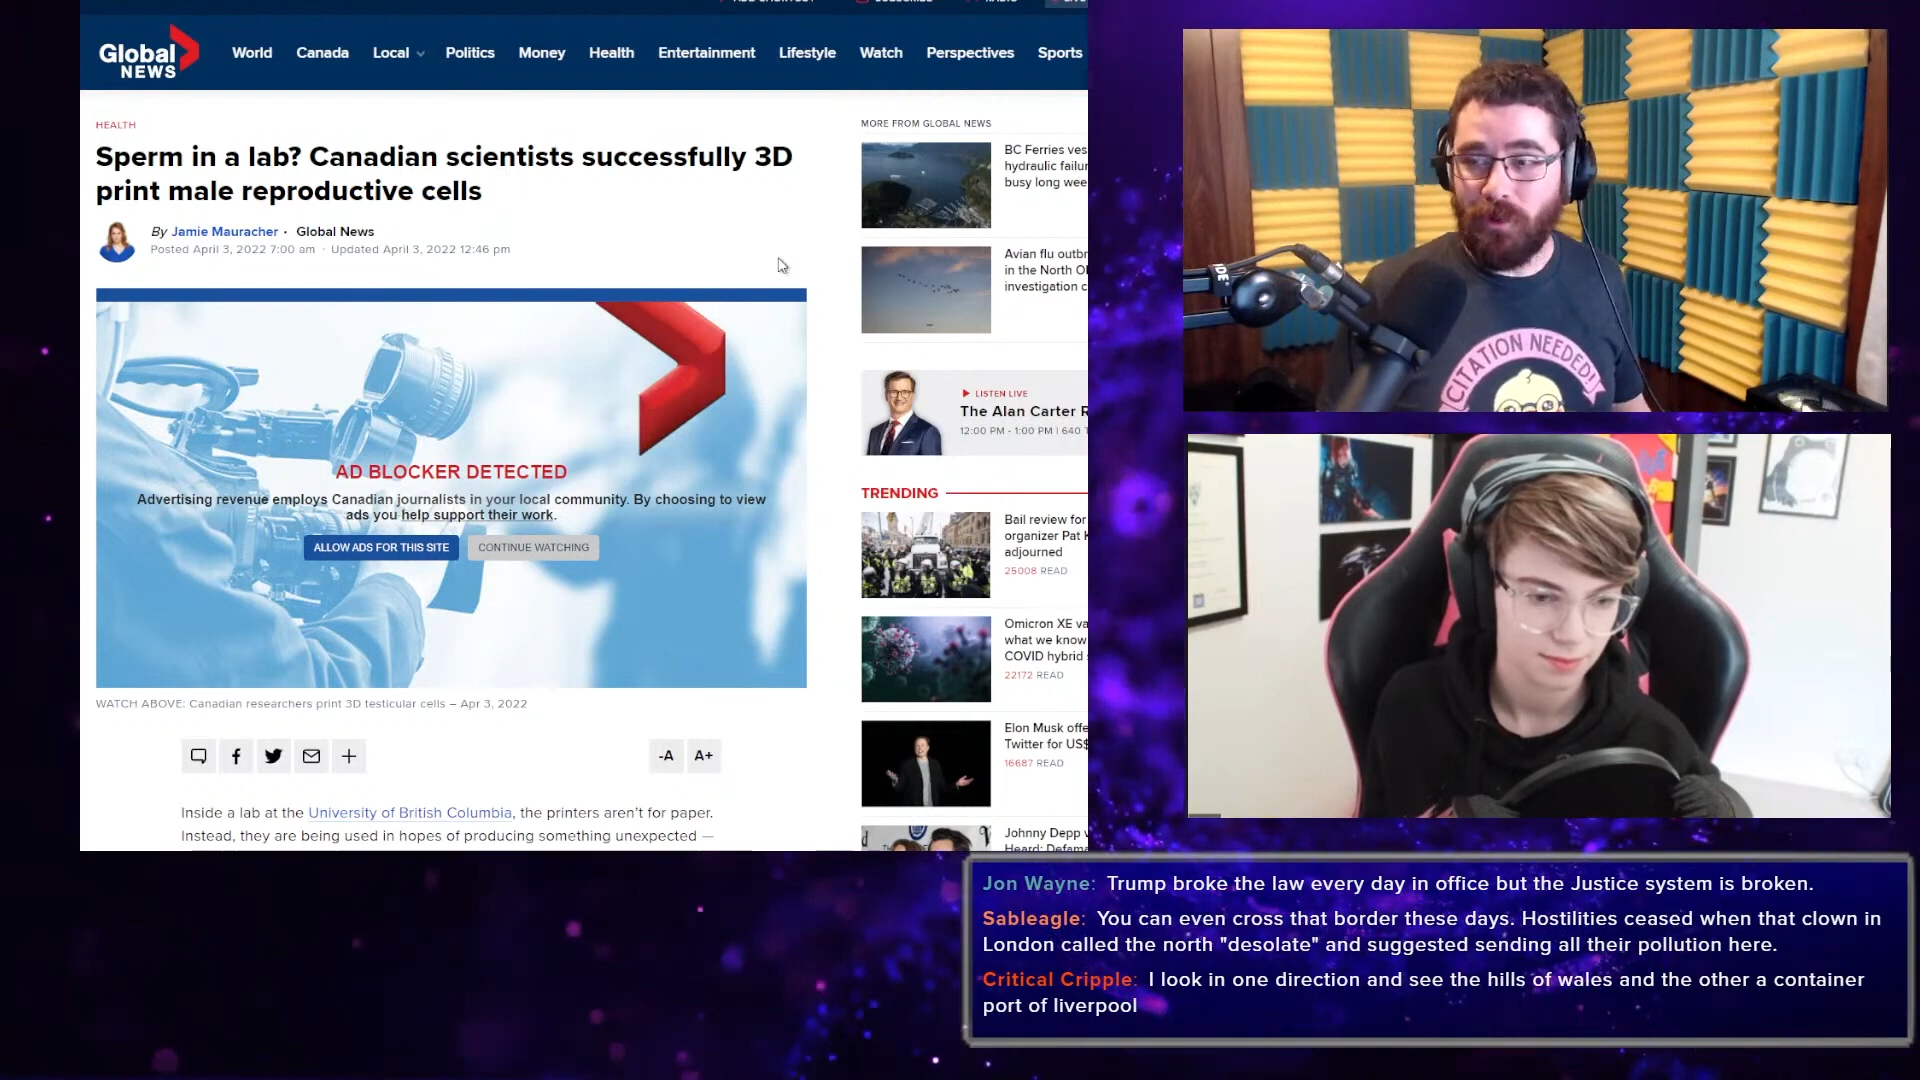 Global
NEWS
World
Canada
Local
Politics
Money
Health
Entertainment
Lifestyle
Watch
Perspectives
Sports
HEALTH
Sperm in a lab? Canadian scientists successfully 3D
print male reproductive cells
By Jamie Mauracher · Global News
Posted April 3, 2022 7:00 am · Updated April 3, 2022 12:46 pm
AD BLOCKER DETECTED
Advertising revenue employs Canadian journalists in your local community. By choosing to view
ads you help support their work.
ALLOW ADS FOR THIS SITE
CONTINUE WATCHING
WATCH ABOVE: Canadian researchers print 3D testicular cells – Apr 3, 2022
-A
A+
Inside a lab at the University of British Columbia, the printers aren't for paper.
Instead, they are being used in hopes of producing something unexpected —
MORE FROM GLOBAL NEWS
BC Ferries ves
hydraulic failur
busy long wee
Avian flu outbr
in the North O
investigation c
LISTEN LIVE
The Alan Carter R
12:00 PM - 1:00 PM | 640
TRENDING
Bail review for
organizer Pat
adjourned
25008 READ
Omicron XE va
what we know
COVID hybrid
22172 READ
Elon Musk offe
Twitter for US$
16687 READ
Johnny Depp v
Heard: Defama
CITATION NEEDED!
Jon Wayne: Trump broke the law every day in office but the Justice system is broken.
Sableagle: You can even cross that border these days. Hostilities ceased when that clown in
London called the north "desolate" and suggested sending all their pollution here.
Critical Cripple: I look in one direction and see the hills of wales and the other a container
port of liverpool